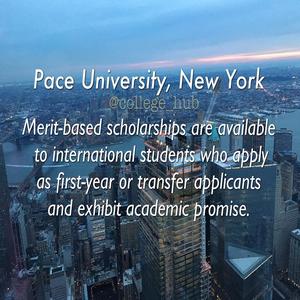 Pace University, New York
@college_hub
Merit-based scholarships are available
to international students who apply
as first-year or transfer applicants
and exhibit academic promise.